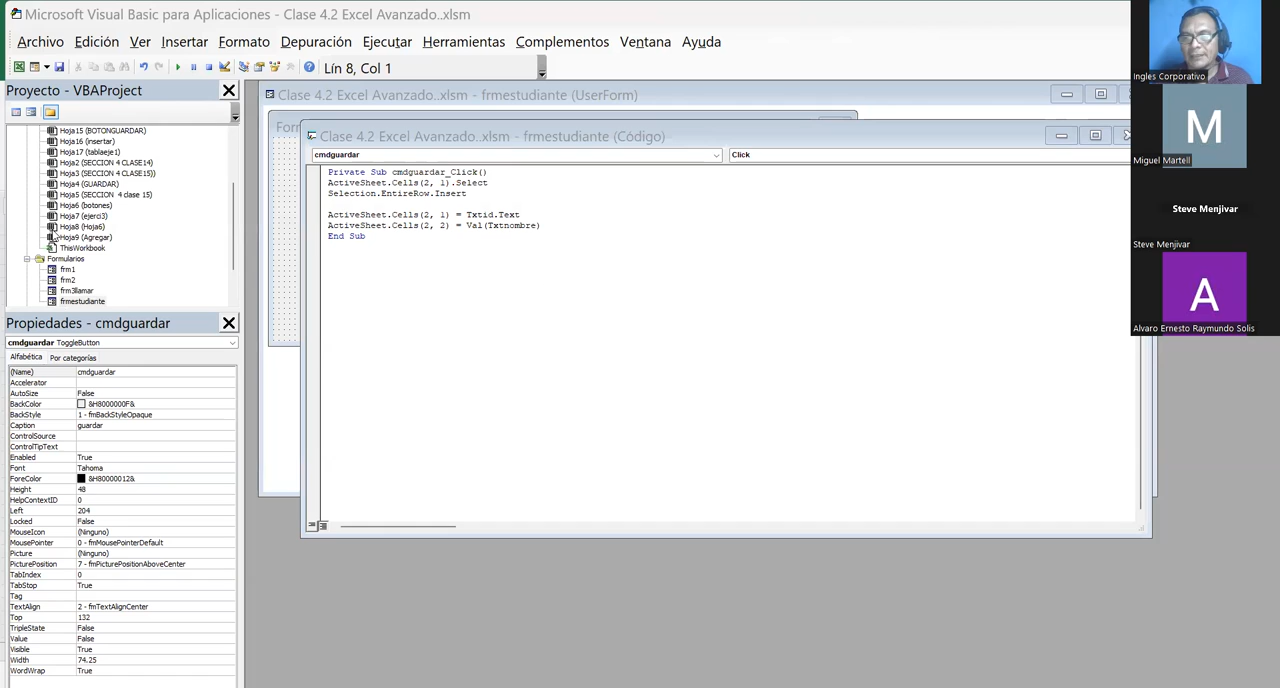 Microsoft Visual Basic para Aplicaciones - Clase 4.2 Excel Avanzado..xlsm
Archivo Edición Ver Insertar Formato Depuración Ejecutar Herramientas Complementos Ventana Ayuda
Lín 8, Col 1
Proyecto - VBAProject
Hoja15 (BOTONGUARDAR)
Hoja16 (insertar)
Hoja17 (tablaeje1)
Hoja2 (SECCION 4 CLASE14)
Hoja3 (SECCION 4 CLASE15))
Hoja4 (GUARDAR)
Hoja5 (SECCION 4 clase 15)
Hoja6 (botones)
Hoja7 (ejerci3)
Hoja8 (Hoja6)
Hoja9 (Agregar)
ThisWorkbook
Formularios
frm1
frm2
frm3llamar
frmestudiante
Propiedades - cmdguardar
cmdguardar ToggleButton
Alfabética Por categorías
(Name) cmdguardar
Accelerator
AutoSize False
BackColor &H8000000F&
BackStyle 1 - fmBackStyleOpaque
Caption guardar
ControlSource
ControlTipText
Enabled True
Font Tahoma
ForeColor &H80000012&
Height 48
HelpContextID 0
Left 204
Locked False
MouseIcon (Ninguno)
MousePointer 0 - fmMousePointerDefault
Picture (Ninguno)
PicturePosition 7 - fmPicturePositionAboveCenter
TabIndex 0
TabStop True
Tag
TextAlign 2 - fmTextAlignCenter
Top 132
TripleState False
Value False
Visible True
Width 74.25
WordWrap True
Clase 4.2 Excel Avanzado..xlsm - frmestudiante (UserForm)
Clase 4.2 Excel Avanzado..xlsm - frmestudiante (Código)
cmdguardar Click
Private Sub cmdguardar_Click()
ActiveSheet.Cells(2, 1).Select
Selection.EntireRow.Insert
ActiveSheet.Cells(2, 1) = Txtid.Text
ActiveSheet.Cells(2, 2) = Val(Txtnombre)
End Sub
Ingles Corporativo
M
Miguel Martell
Steve Menjivar
Steve Menjivar
A
Alvaro Ernesto Raymundo Solis